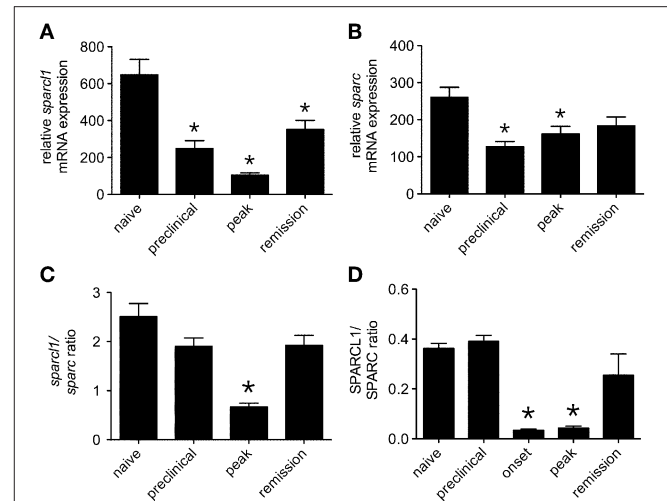 A
relative sparcl1
mRNA expression
800
600
400
200
0
*
*
*
naive
preclinical
peak
remission
B
relative sparc
mRNA expression
400
300
200
100
0
*
*
naive
preclinical
peak
remission
C
sparcl1/
sparc ratio
3
2
1
0
*
naive
preclinical
peak
remission
D
SPARCL1/
SPARC ratio
0.6
0.4
0.2
0.0
*
*
naive
preclinical
onset
peak
remission